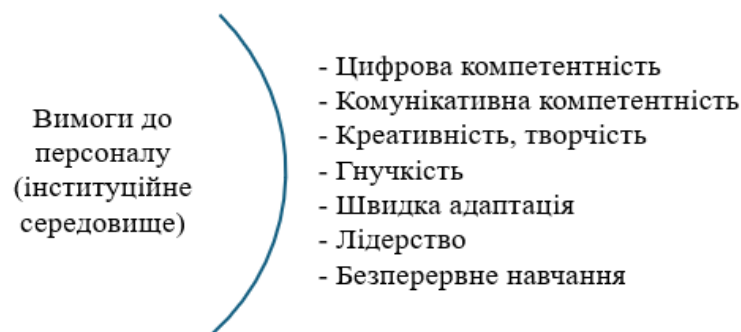 Вимоги до
персоналу
(інституційне
середовище)
- Цифрова компетентність
- Комунікативна компетентність
- Креативність, творчість
- Гнучкість
- Швидка адаптація
- Лідерство
- Безперервне навчання